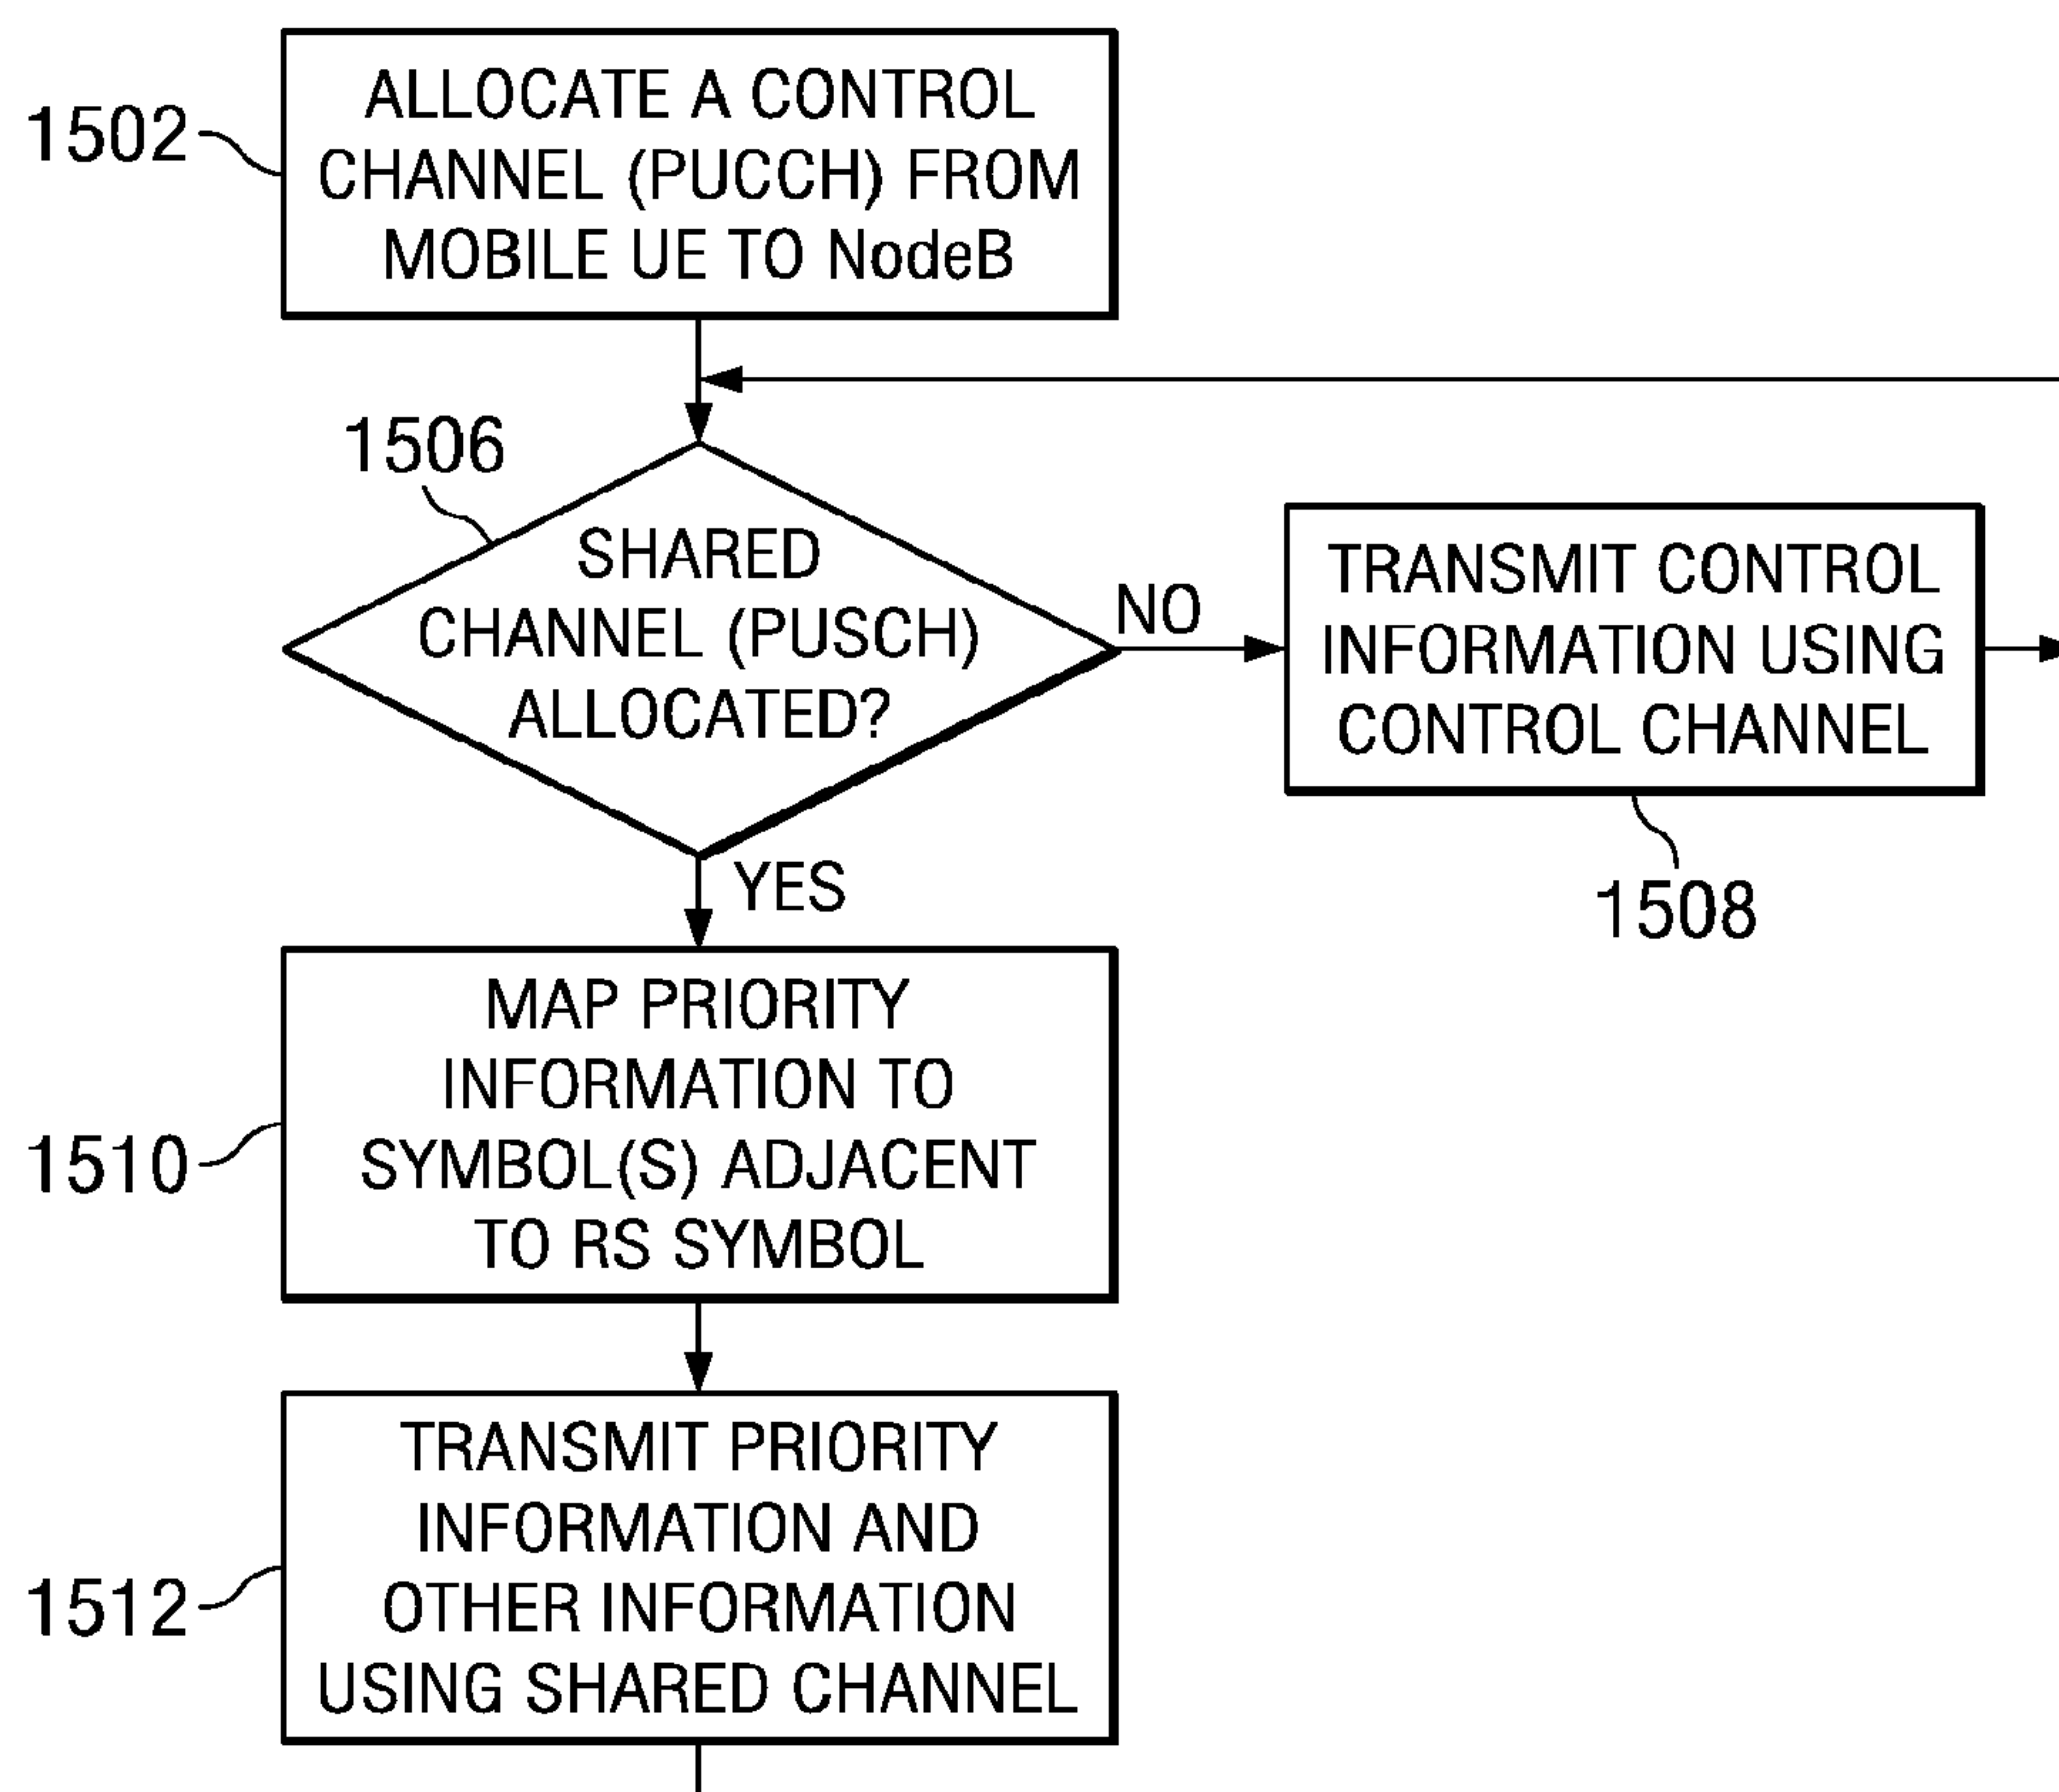 1502
ALLOCATE A CONTROL
CHANNEL (PUCCH) FROM
MOBILE UE TO NodeB
1506
SHARED
CHANNEL (PUSCH)
ALLOCATED?
NO
TRANSMIT CONTROL
INFORMATION USING
CONTROL CHANNEL
1508
YES
1510
MAP PRIORITY
INFORMATION TO
SYMBOL(S) ADJACENT
TO RS SYMBOL
1512
TRANSMIT PRIORITY
INFORMATION AND
OTHER INFORMATION
USING SHARED CHANNEL